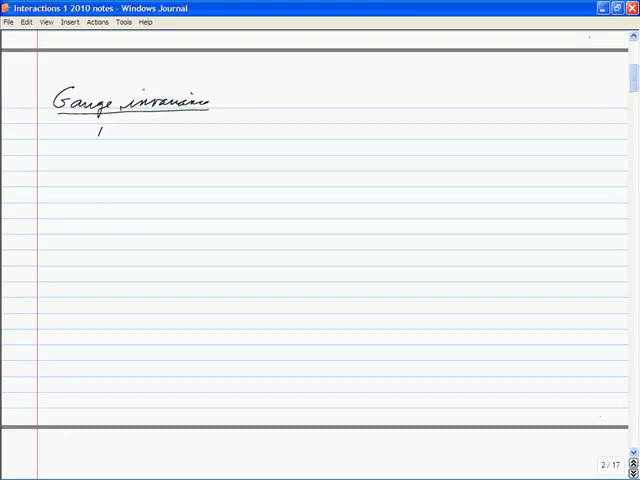 Interactions 1 2010 notes - Windows Journal
File Edit View Insert Actions Tools Help
Gauge invariance
2 / 17